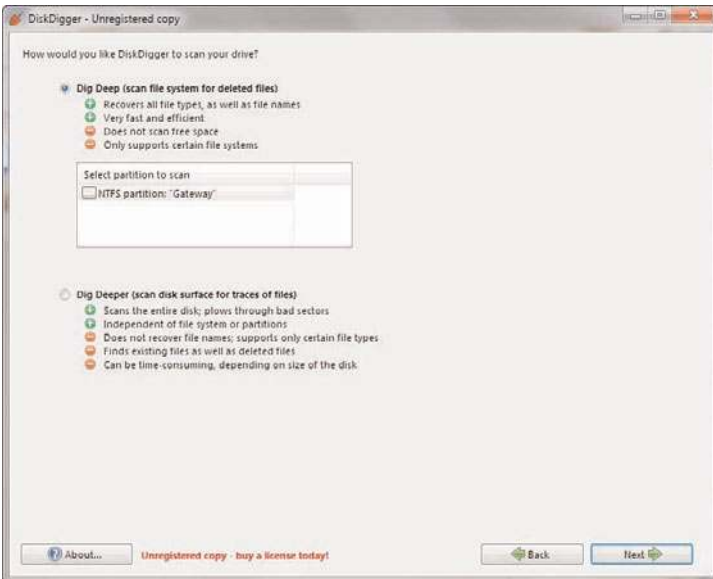 DiskDigger - Unregistered copy
How would you like DiskDigger to scan your drive?
Dig Deep (scan file system for deleted files)
Recovers all file types, as well as file names
Very fast and efficient
Does not scan free space
Only supports certain file systems
Select partition to scan
NTFS partition: "Gateway"
Dig Deeper (scan disk surface for traces of files)
Scans the entire disk; plows through bad sectors
Independent of file system or partitions
Does not recover file names; supports only certain file types
Finds existing files as well as deleted files
Can be time-consuming, depending on size of the disk
About...
Unregistered copy - buy a license today!
Back
Next